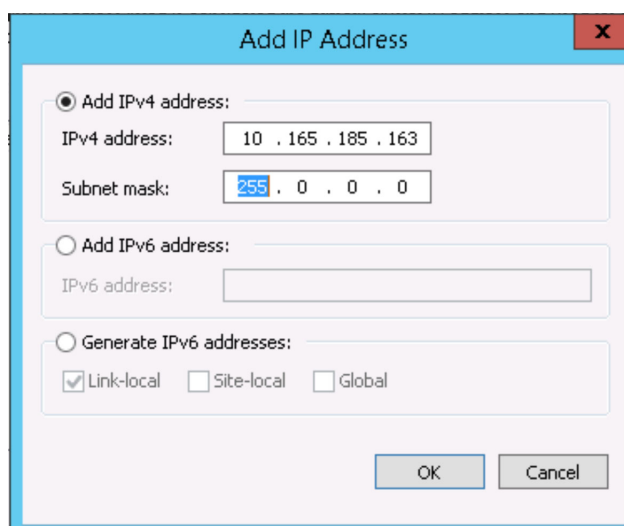 Add IP Address
x
Add IPv4 address:
IPv4 address: 10 . 165 . 185 . 163
Subnet mask: 255 . 0 . 0 . 0
Add IPv6 address:
IPv6 address:
Generate IPv6 addresses:
Link-local Site-local Global
OK Cancel